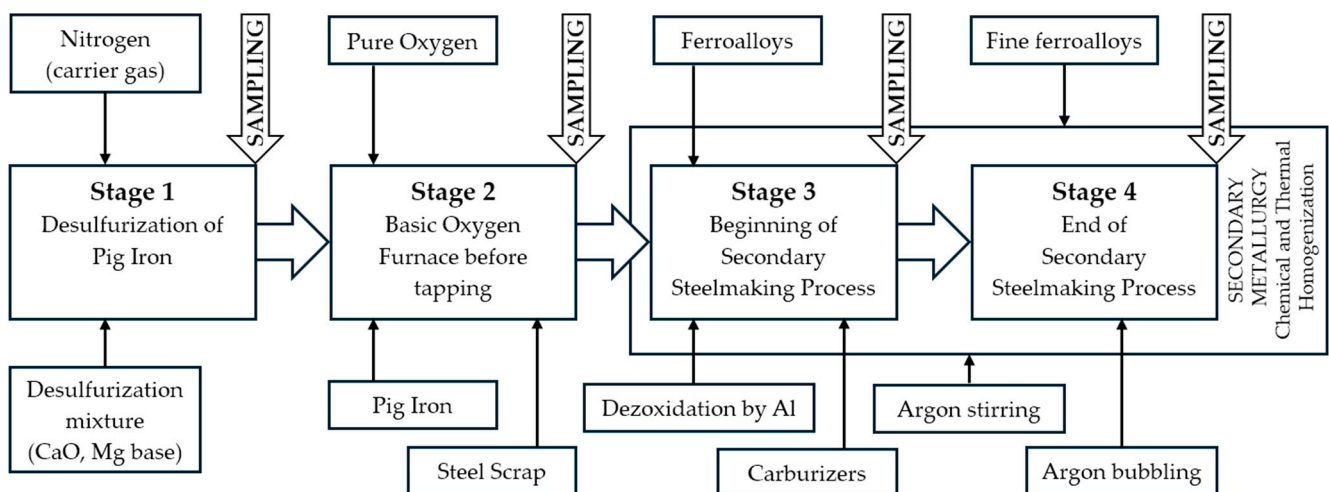 Nitrogen
(carrier gas)
SAMPLING
Pure Oxygen
SAMPLING
Ferroalloys
SAMPLING
Fine ferroalloys
SAMPLING
Stage 1
Desulfurization of
Pig Iron
Stage 2
Basic Oxygen
Furnace before
tapping
Stage 3
Beginning of
Secondary
Steelmaking Process
Stage 4
End of
Secondary
Steelmaking Process
SECONDARY
METALLURGY
Chemical and Thermal
Homogenization
Desulfurization
mixture
(CaO, Mg base)
Pig Iron
Steel Scrap
Dezoxidation by Al
Carburizers
Argon stirring
Argon bubbling